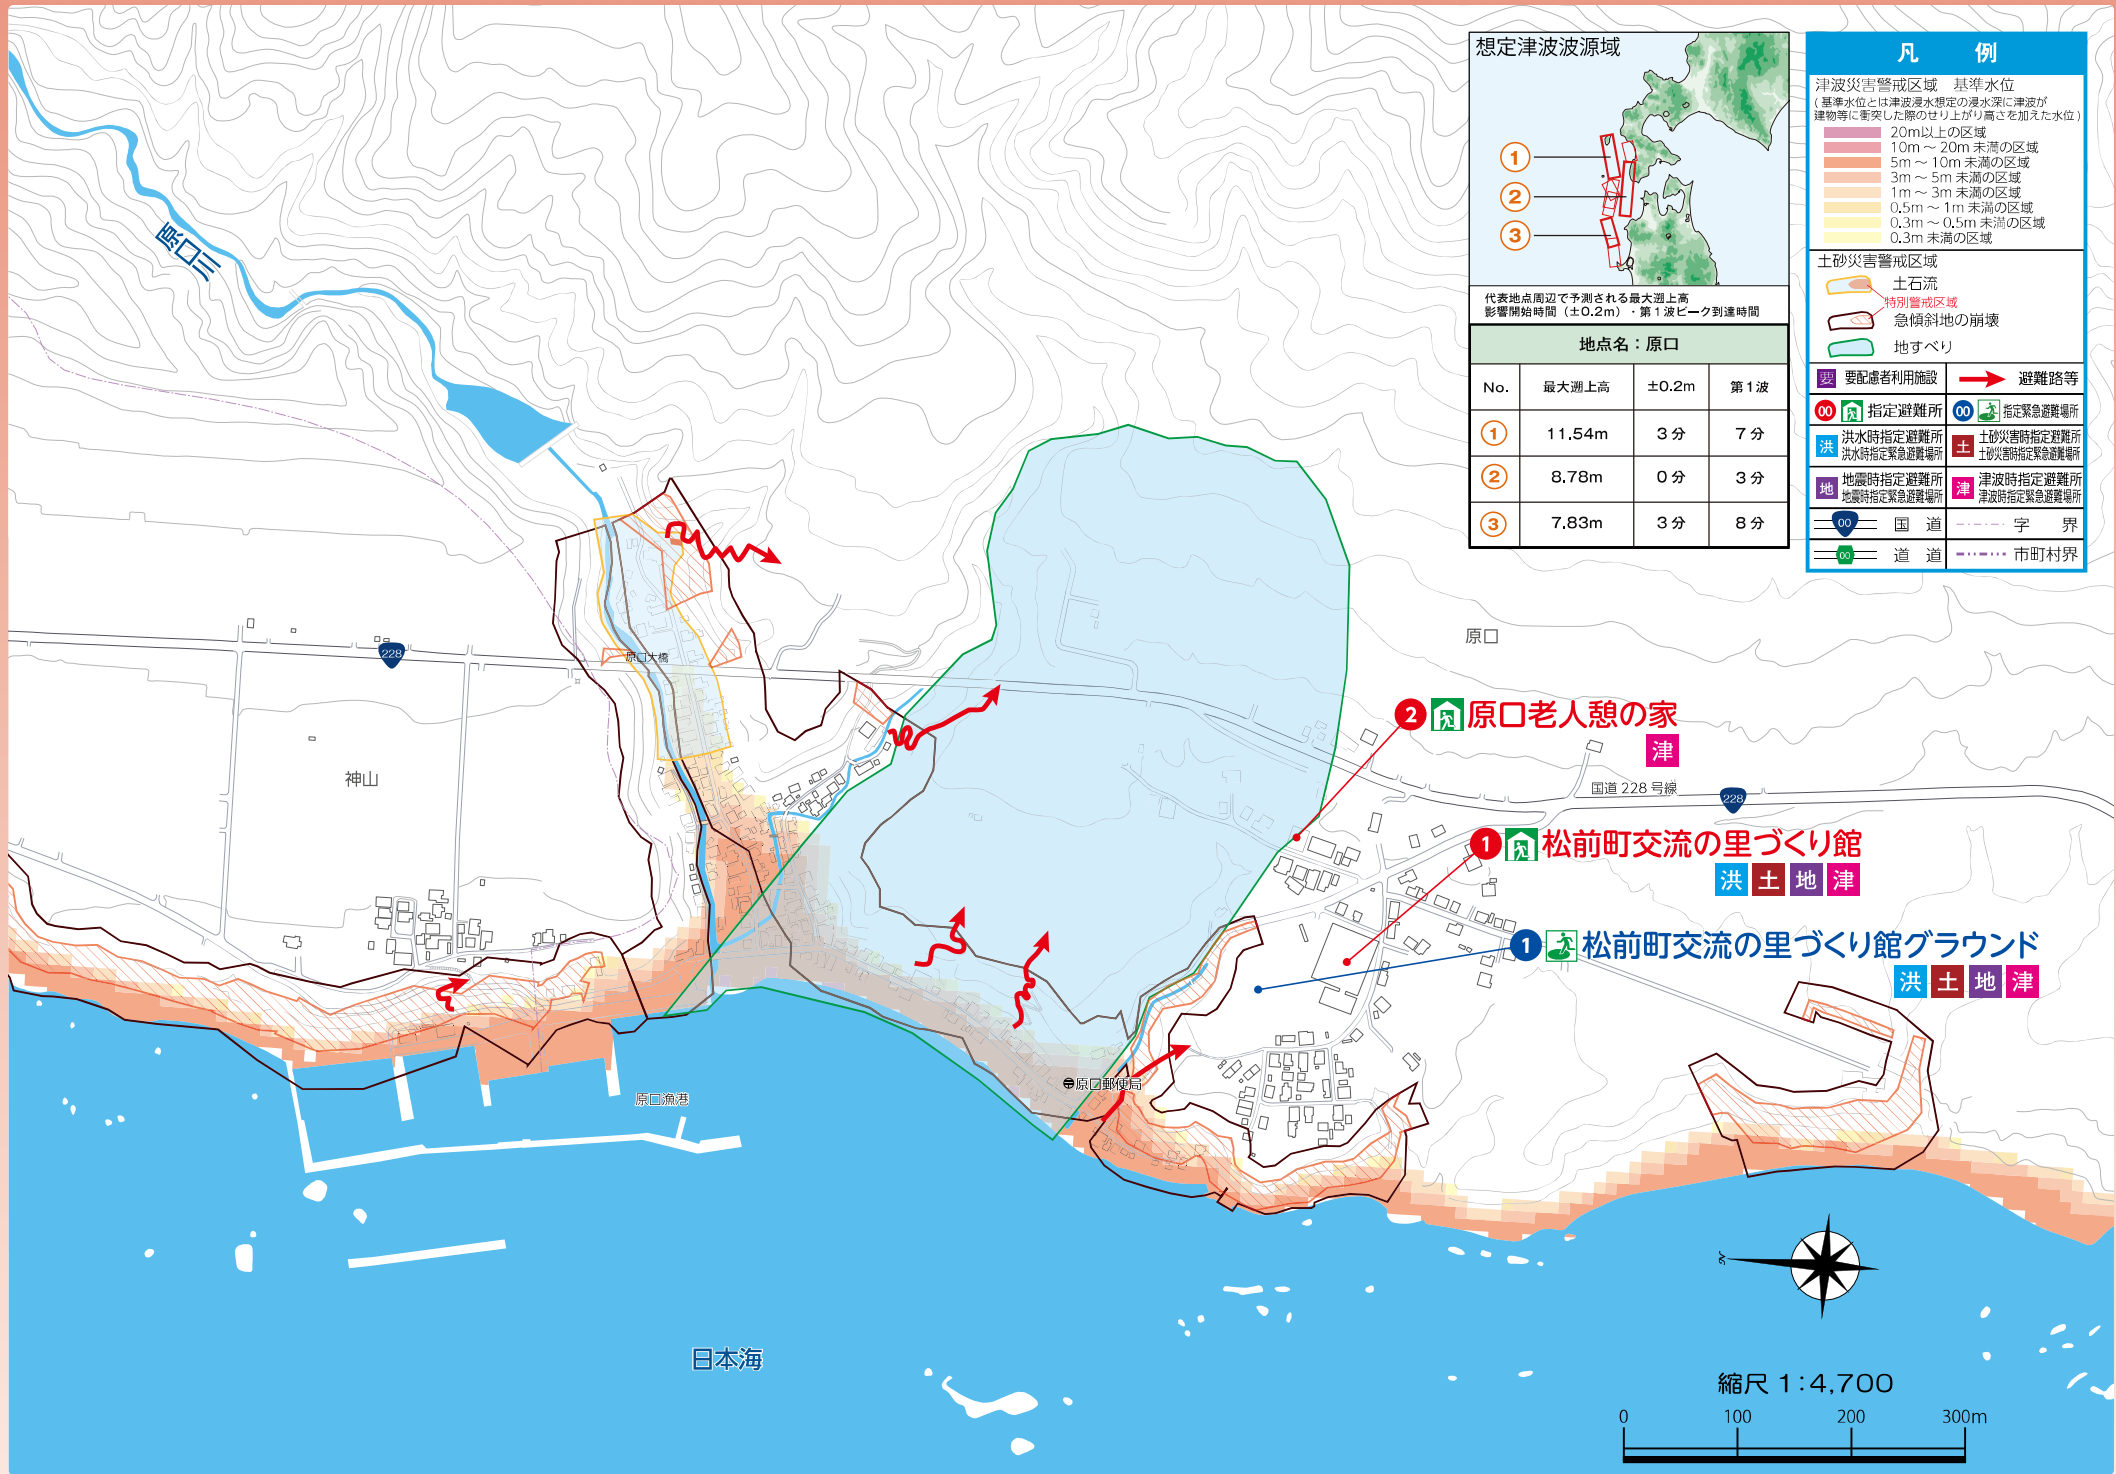 想定津波波源域
1
2
3
代表地点周辺で予測される最大遡上高
影響開始時間（±0.2m）・第１波ピーク到達時間
地点名：原口
No. 最大遡上高 ±0.2m 第１波
1 11.54m 3分 7分
2 8.78m 0分 3分
3 7.83m 3分 8分
凡 例
津波災害警戒区域 基準水位
(基準水位とは津波浸水想定の浸水深に津波が
建物等に衝突した際のせり上がり高さを加えた水位)
20m以上の区域
10m～20m未満の区域
5m～10m未満の区域
3m～5m未満の区域
1m～3m未満の区域
0.5m～1m未満の区域
0.3m～0.5m未満の区域
0.3m未満の区域
土砂災害警戒区域
土石流
特別警戒区域
急傾斜地の崩壊
地すべり
要 要配慮者利用施設 避難路等
00 指定避難所 00 指定緊急避難場所
洪 洪水時指定避難所
洪水時指定緊急避難場所
土 土砂災害時指定避難所
土砂災害時指定緊急避難場所
地 地震時指定避難所
地震時指定緊急避難場所
津 津波時指定避難所
津波時指定緊急避難場所
00 国 道 字 界
00 道 道 市町村界
原口川
228
原口大橋
神山
原口
2 原口老人憩の家
津
国道228号線
228
1 松前町交流の里づくり館
洪 土 地 津
1 松前町交流の里づくり館グラウンド
洪 土 地 津
原口郵便局
原口漁港
日本海
N
縮尺 1：4,700
0 100 200 300m